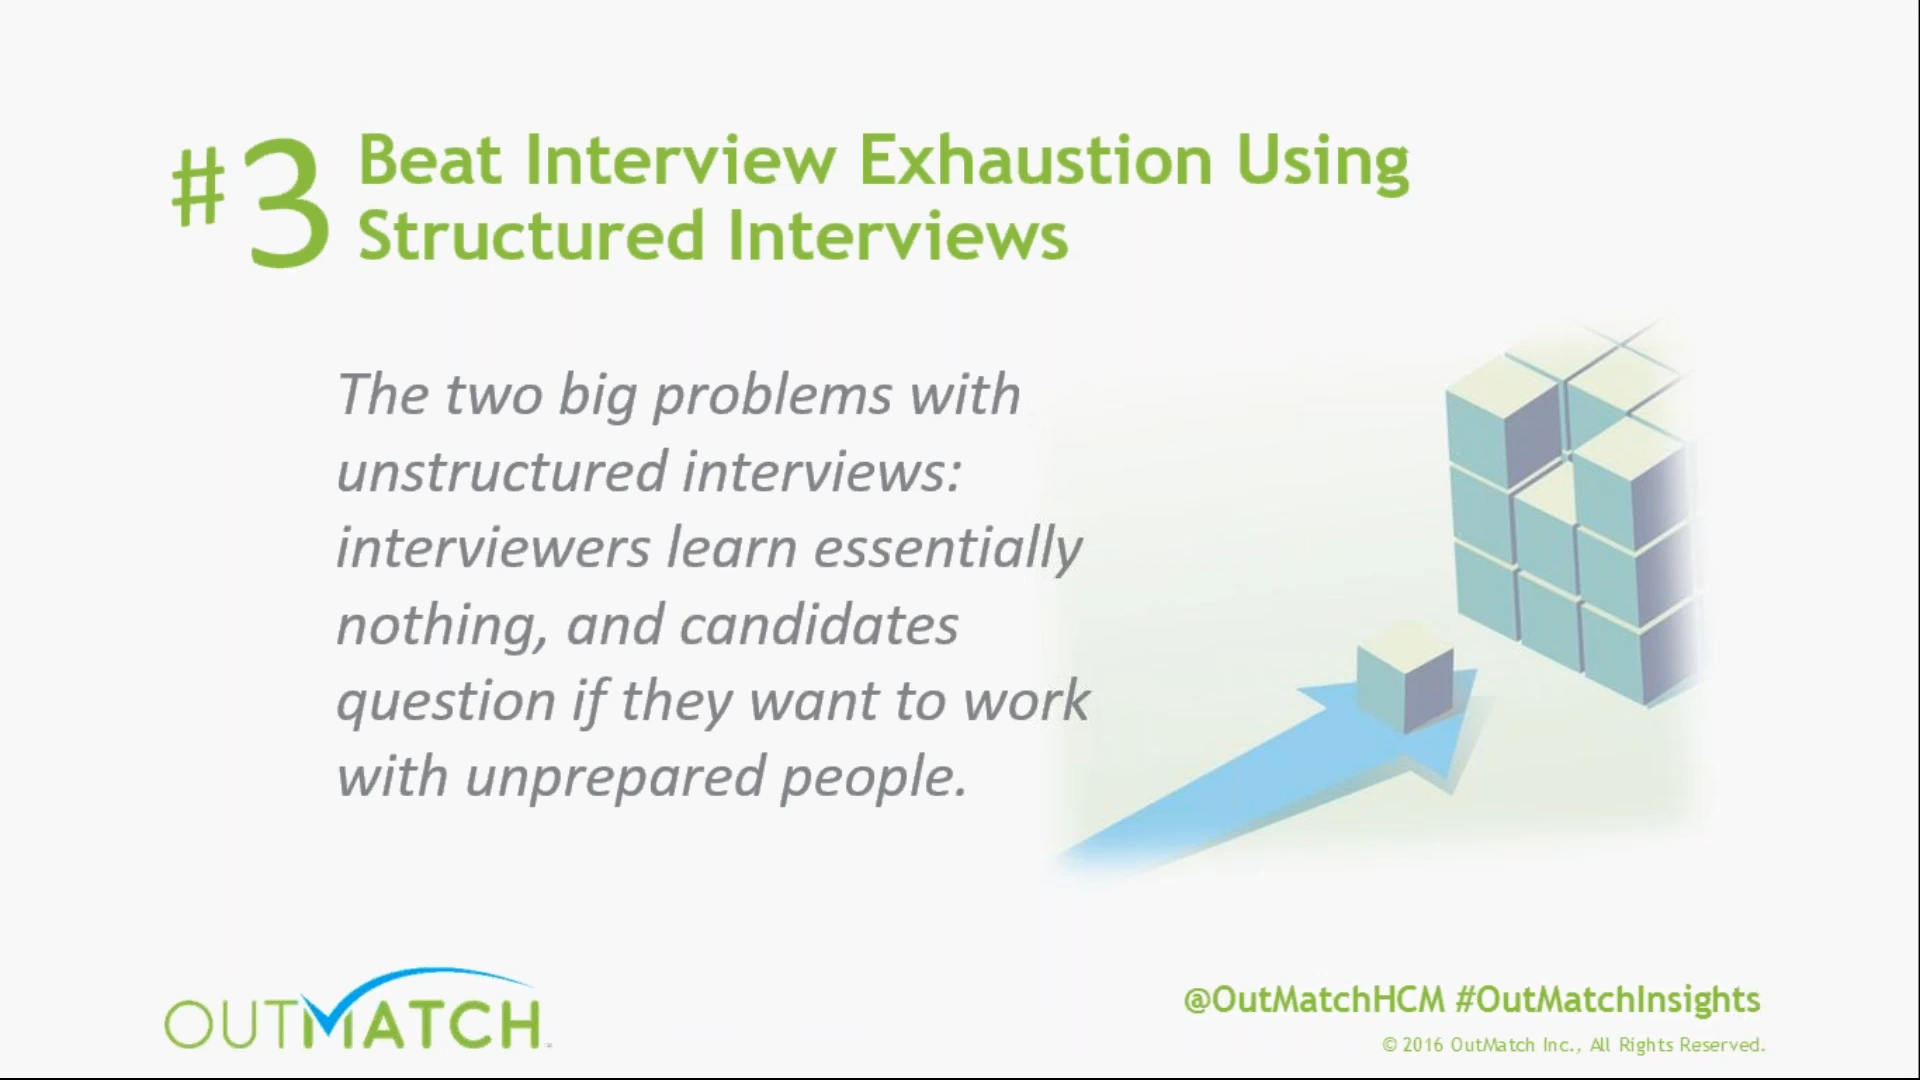 #3 Beat Interview Exhaustion Using
Structured Interviews
The two big problems with
unstructured interviews:
interviewers learn essentially
nothing, and candidates
question if they want to work
with unprepared people.
OUTMATCH
@OutMatchHCM #OutMatchInsights
© 2016 OutMatch Inc., All Rights Reserved.